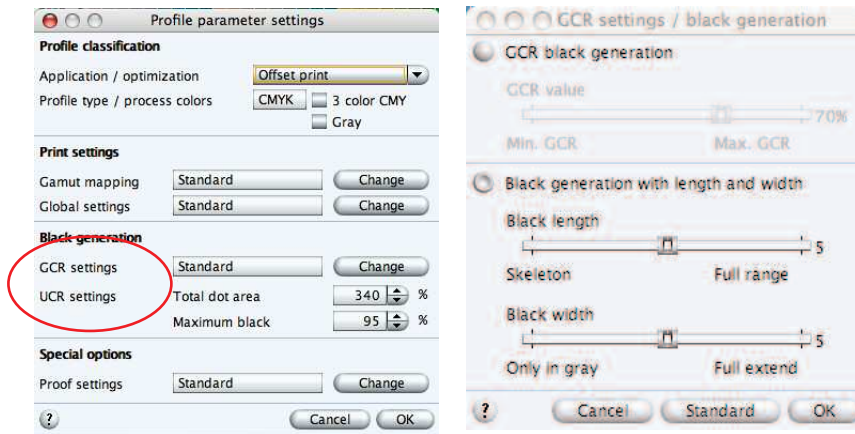 Profile parameter settings
Profile classification
Application / optimization Offset print
Profile type / process colors CMYK 3 color CMY
Gray
Print settings
Gamut mapping Standard Change
Global settings Standard Change
Black generation
GCR settings Standard Change
UCR settings Total dot area 340 %
Maximum black 95 %
Special options
Proof settings Standard Change
? Cancel OK
GCR settings / black generation
GCR black generation
GCR value
70%
Min. GCR Max. GCR
Black generation with length and width
Black length
5
Skeleton Full range
Black width
5
Only in gray Full extend
? Cancel Standard OK